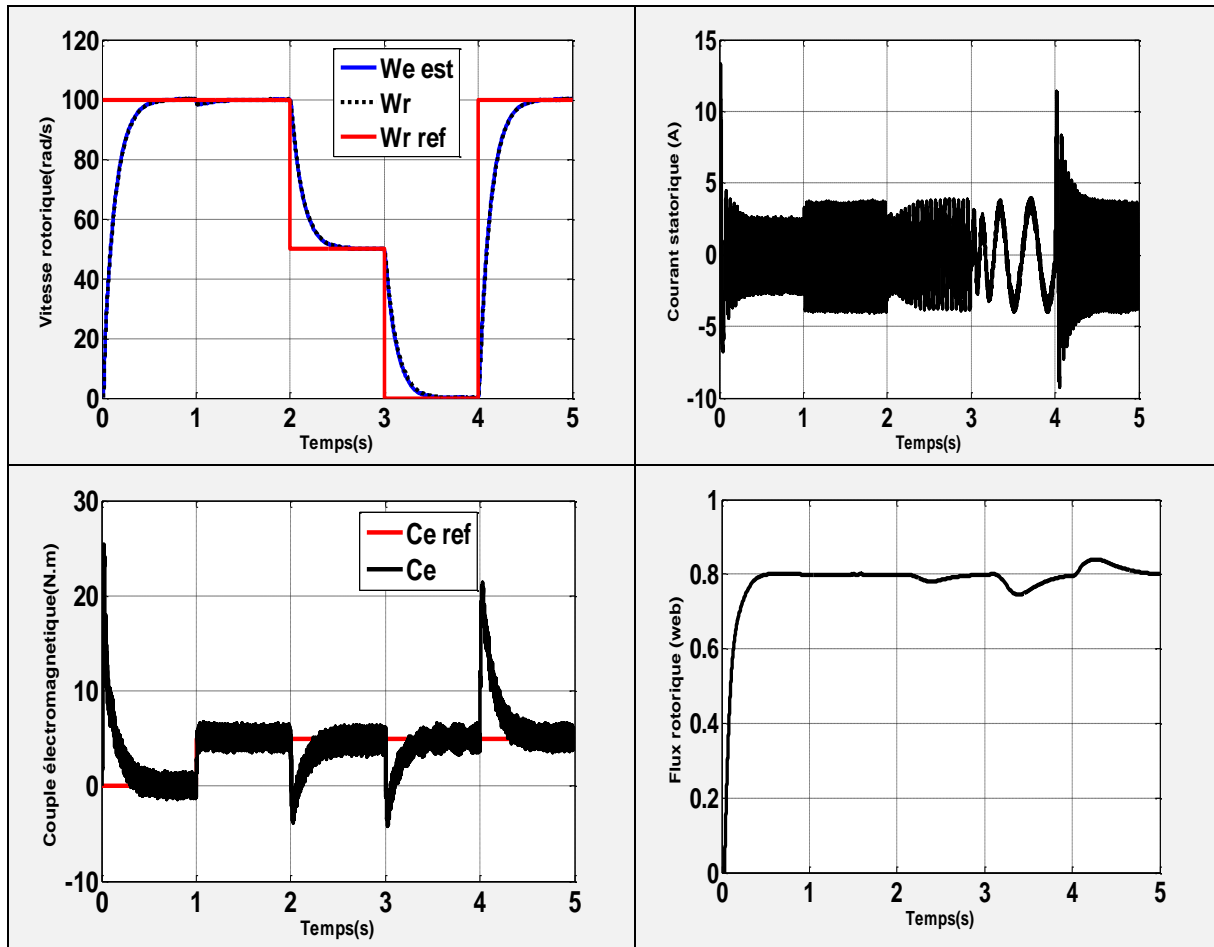 120
100
80
60
40
20
0
Vitesse rotorique(rad/s)
We est
Wr
Wr ref
0 1 2 3 4 5
Temps(s)
15
10
5
0
-5
-10
Courant statorique (A)
0 1 2 3 4 5
Temps(s)
30
20
10
0
-10
Couple électromagnetique(N.m)
Ce ref
Ce
0 1 2 3 4 5
Temps(s)
1
0.8
0.6
0.4
0.2
0
Flux rotorique (web)
0 1 2 3 4 5
Temps(s)